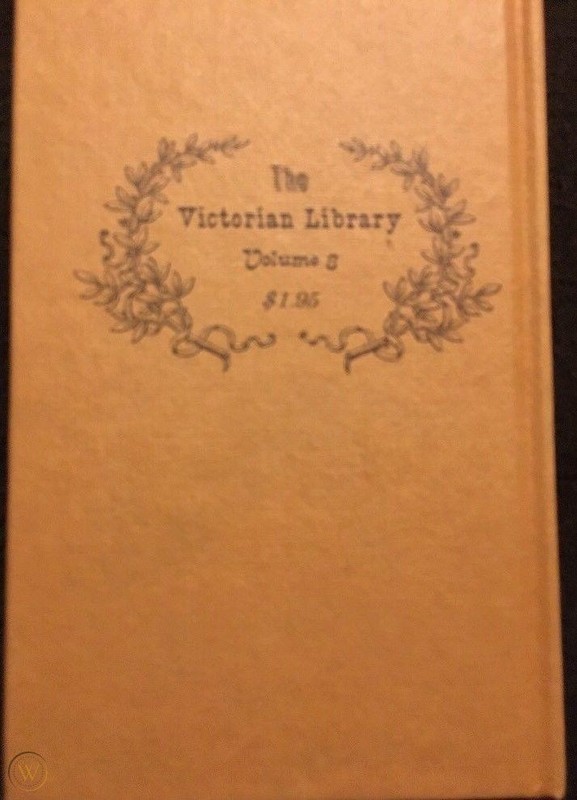 The
Victorian Library
Volume 8
$1.95
W